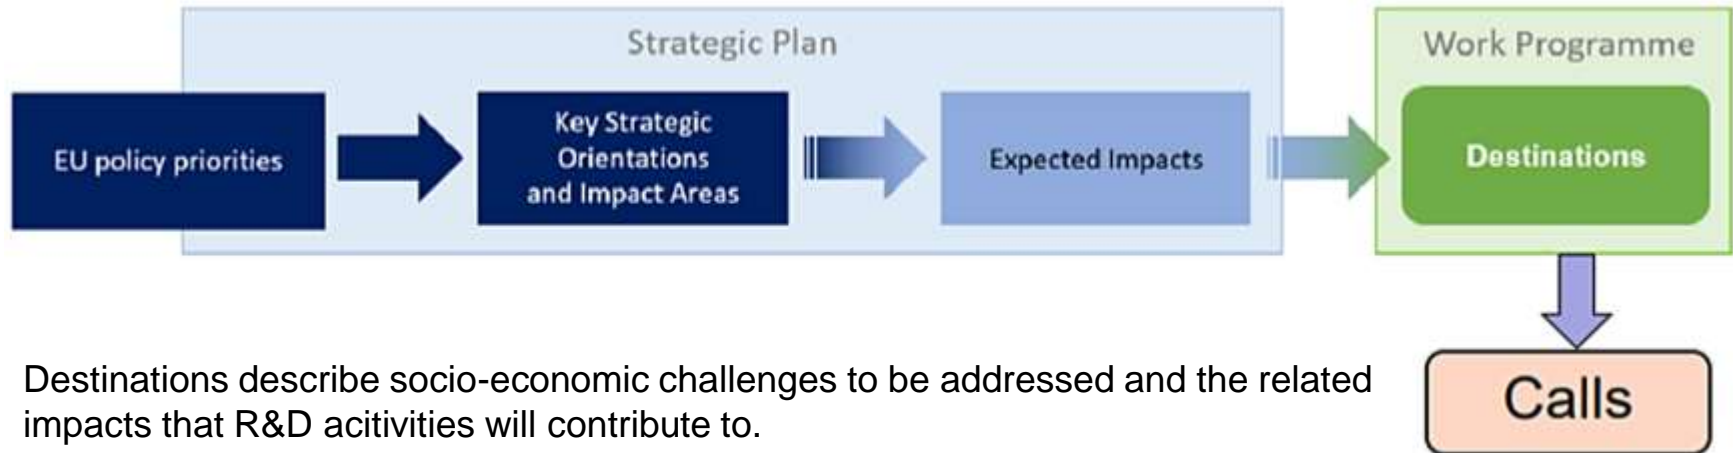 Strategic Plan
Work Programme
EU policy priorities
Key Strategic
Orientations
and Impact Areas
Expected Impacts
Destinations
Calls
Destinations describe socio-economic challenges to be addressed and the related
impacts that R&D acitivities will contribute to.